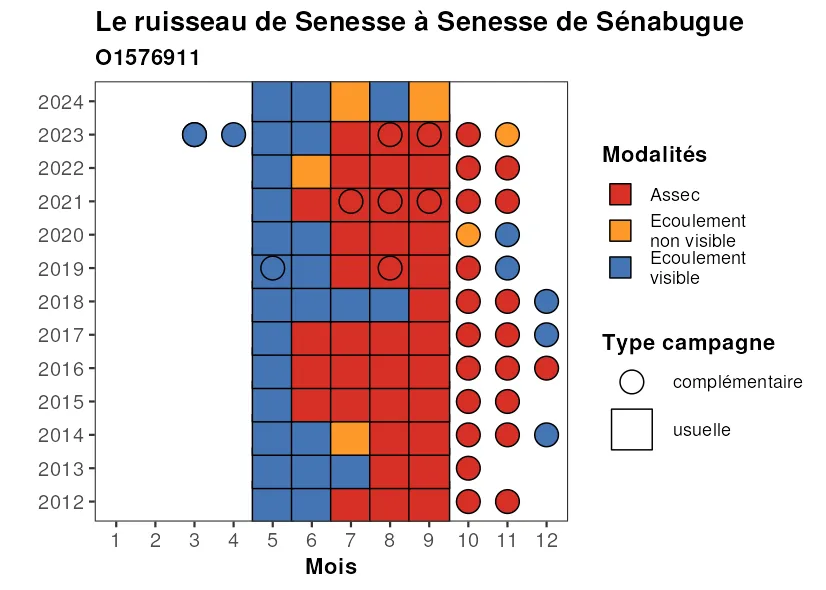 Le ruisseau de Senesse à Senesse de Sénabugue
O1576911
2024
2023
2022
2021
2020
2019
2018
2017
2016
2015
2014
2013
2012
1 2 3 4 5 6 7 8 9 10 11 12
Mois
Modalités
Assec
Ecoulement
non visible
Ecoulement
visible
Type campagne
complémentaire
usuelle